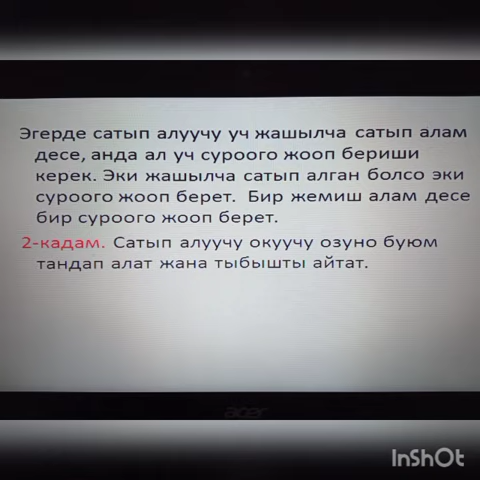 Эгерде сатып алуучу уч жашылча сатып алам
десе, анда ал уч суроого жооп бериши
керек. Эки жашылча сатып алган болсо эки
суроого жооп берет. Бир жемиш алам десе
бир суроого жооп берет.
2-кадам. Сатып алуучу окуучу озуно буюм
тандап алат жана тыбышты айтат.
acer
InShOt